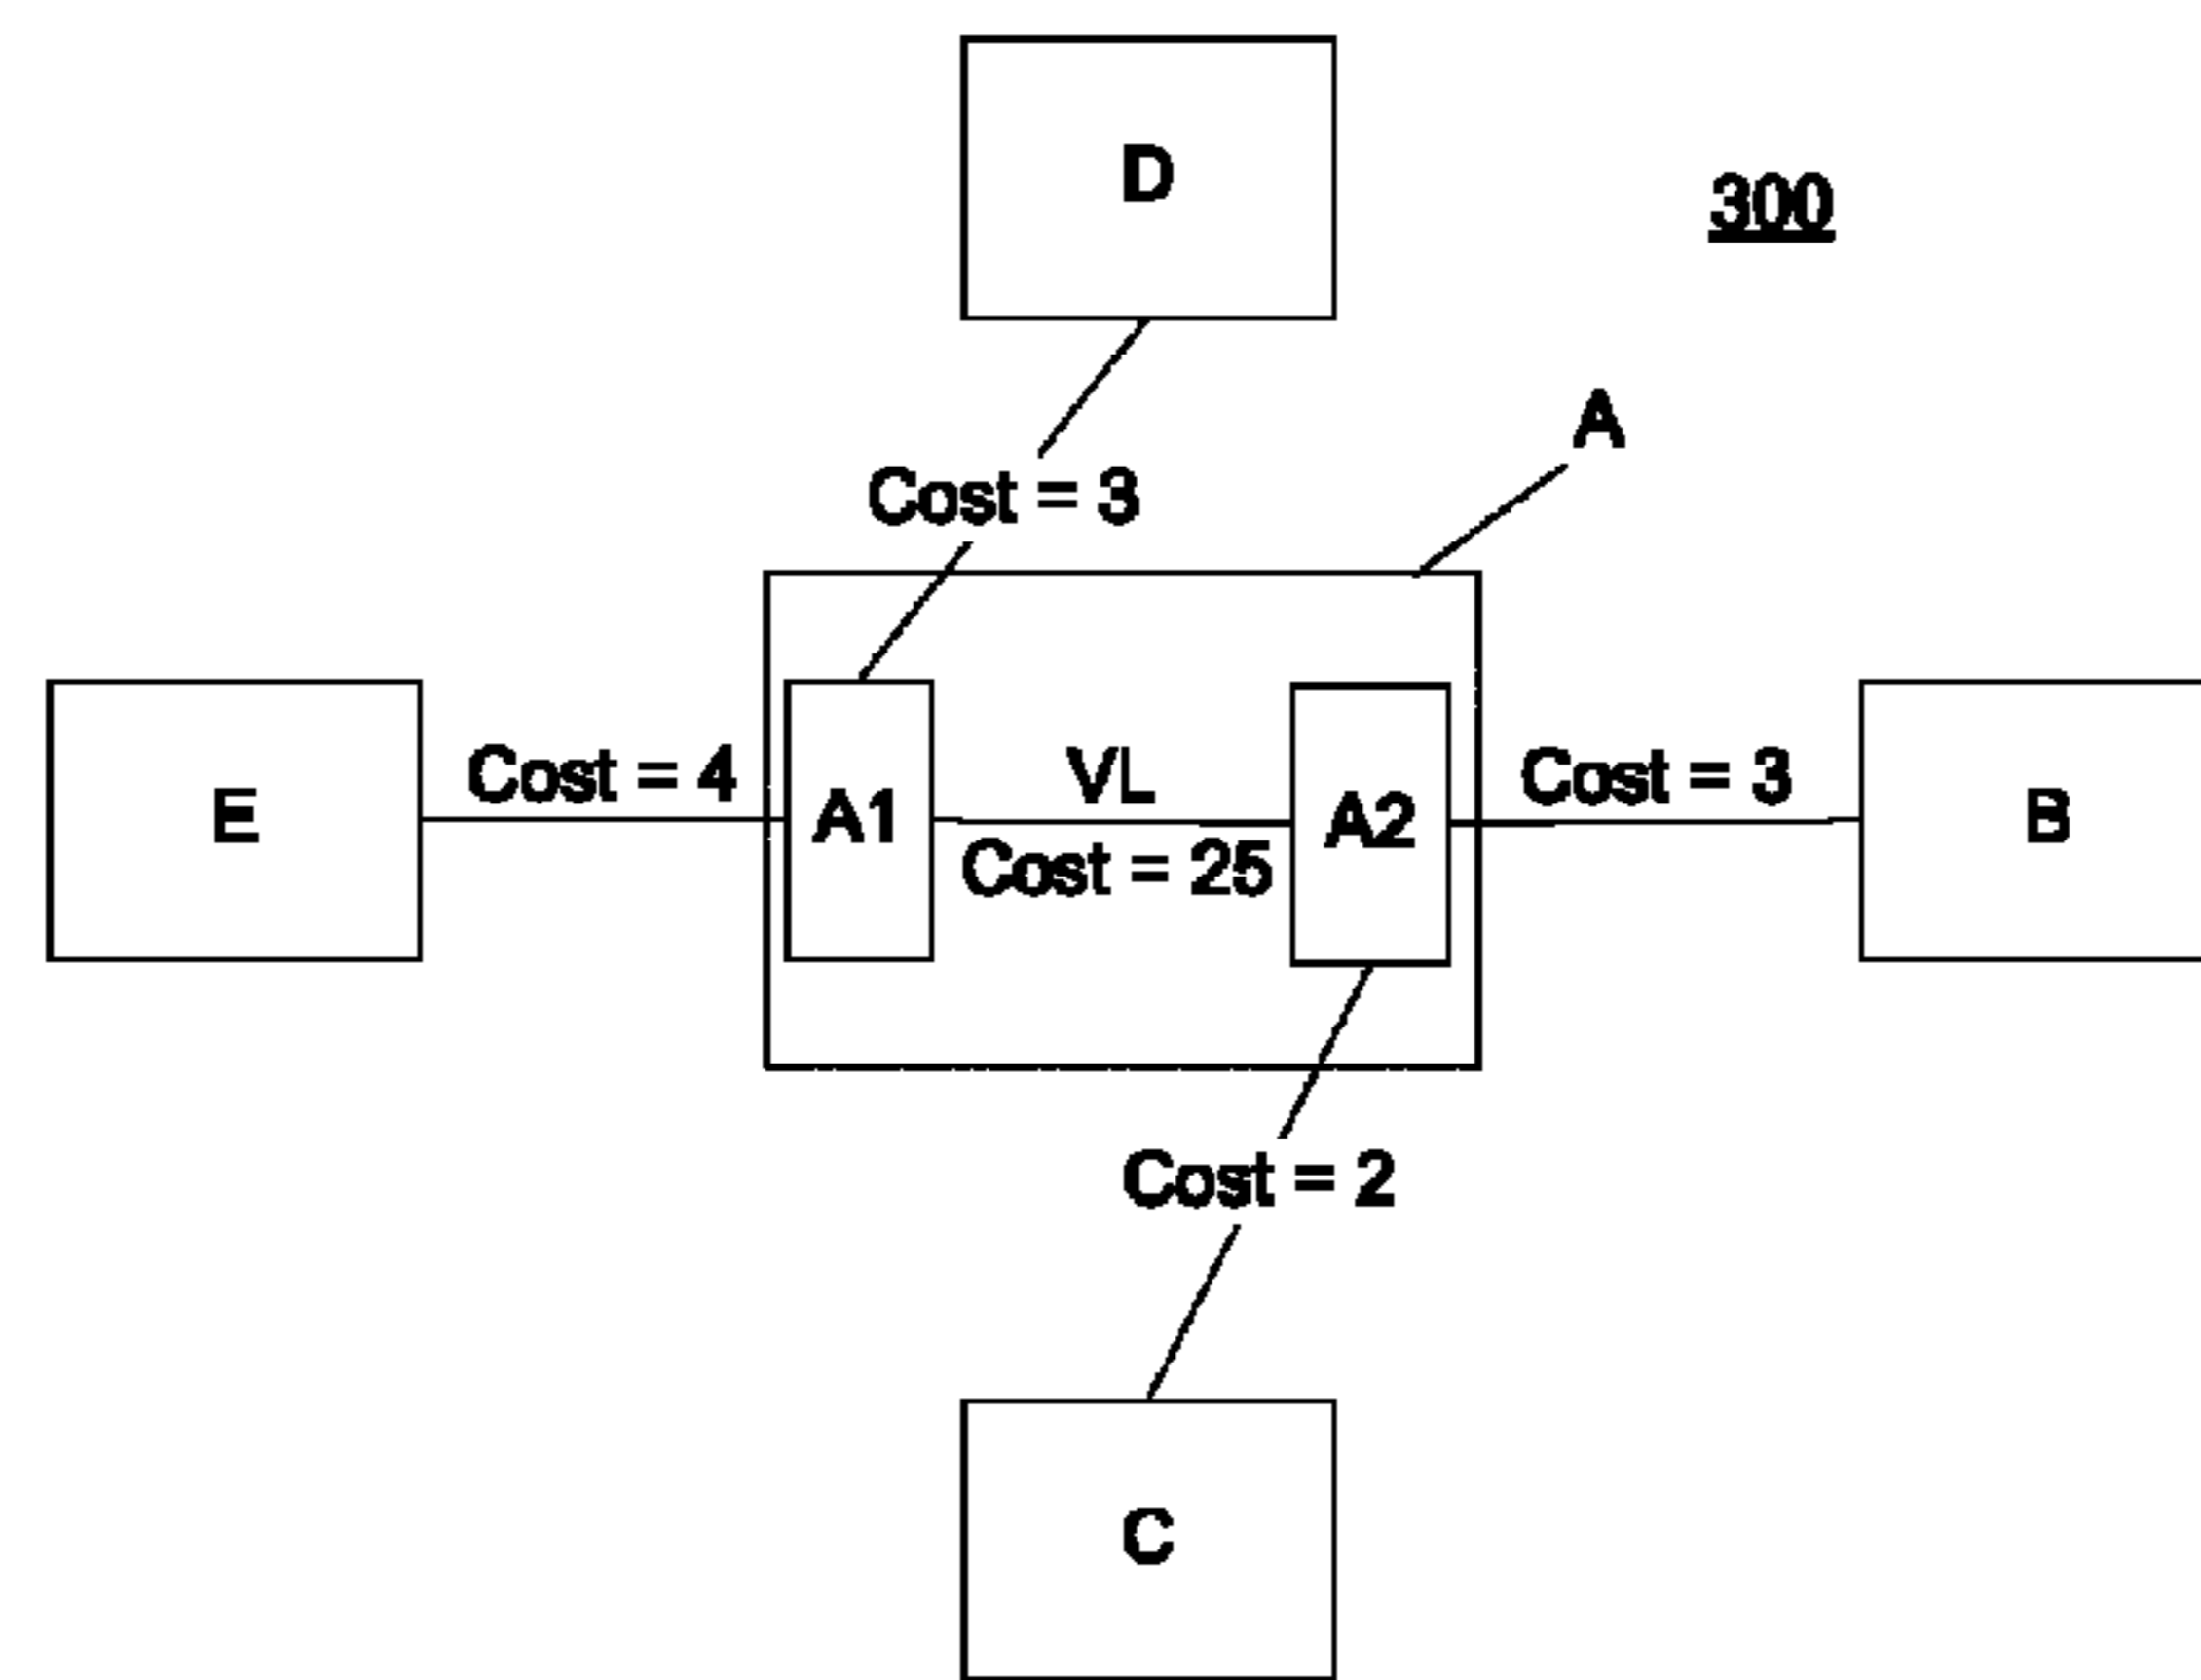 D
300
A
Cost = 3
E
Cost = 4
A1
VL
Cost = 25
A2
Cost = 3
B
Cost = 2
C